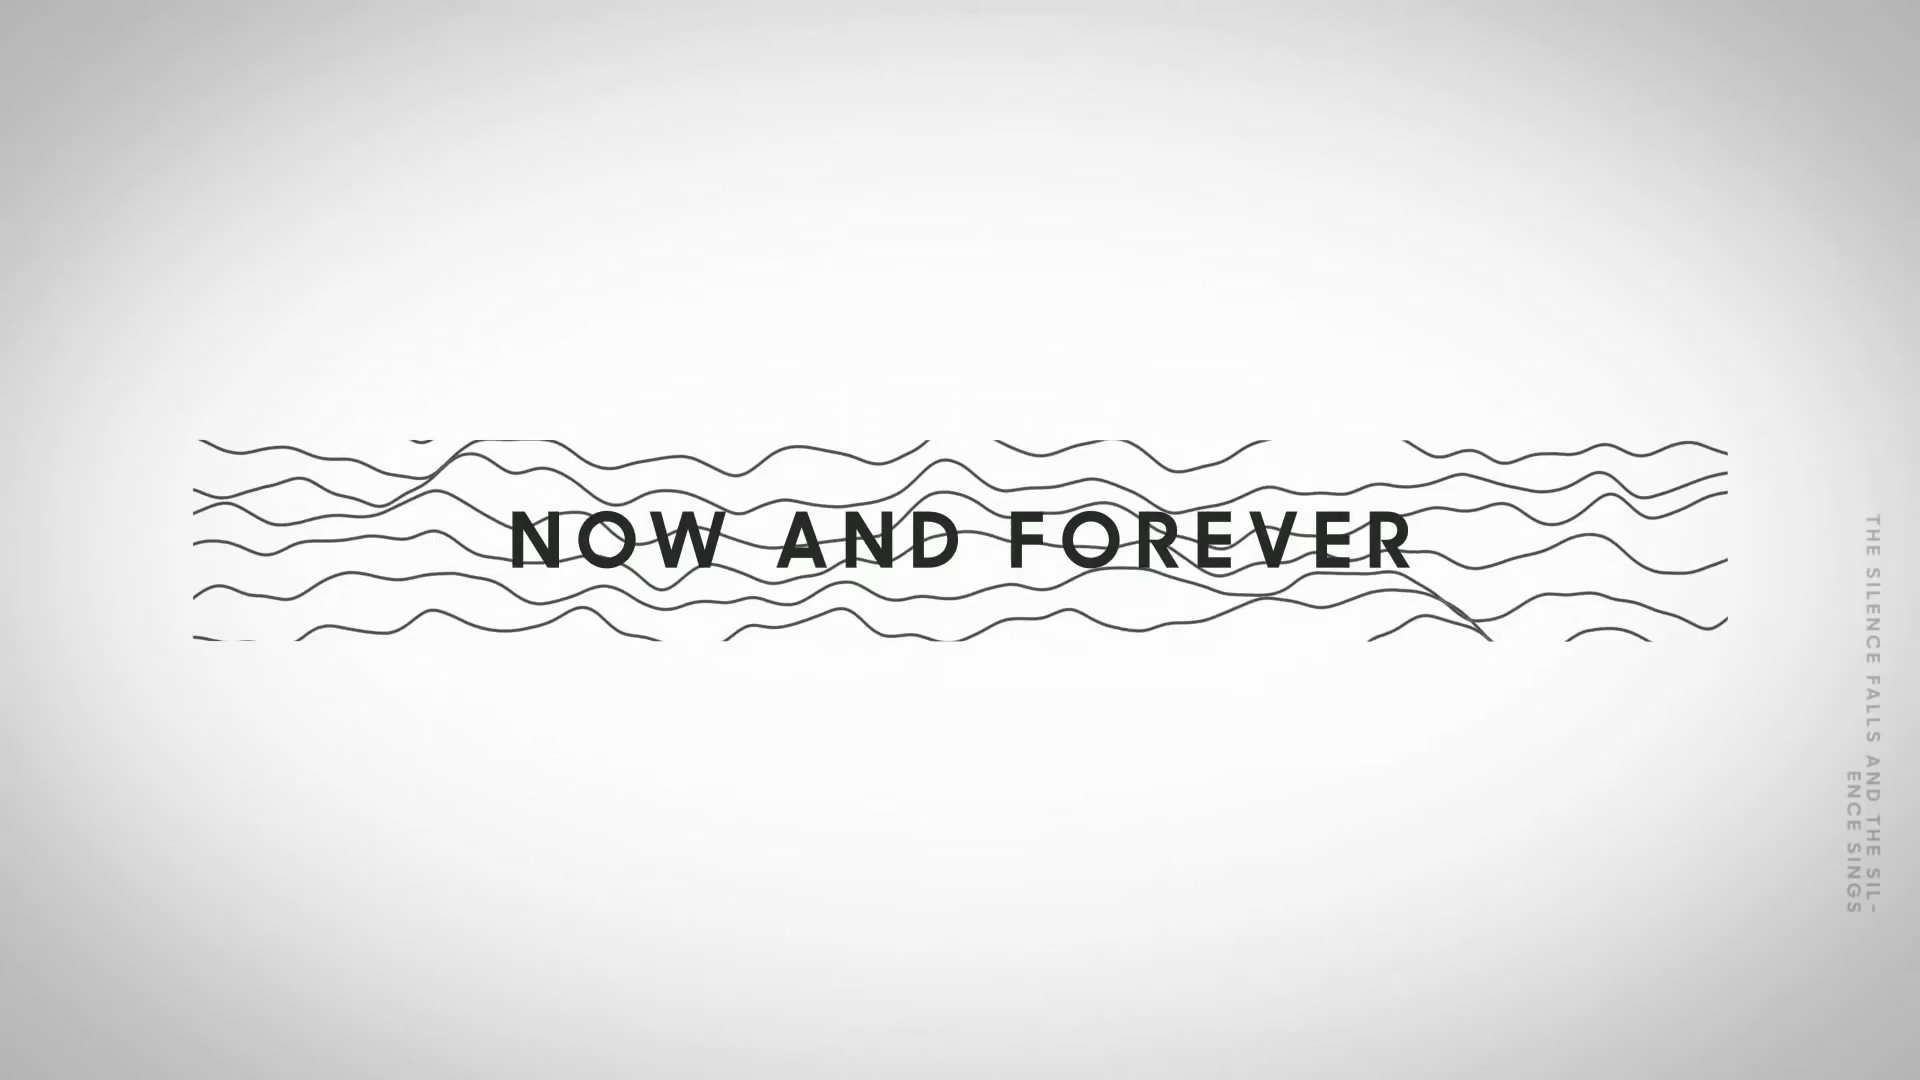 NOW AND FOREVER
THE SILENCE FALLS AND THE SIL-
ENCE SINGS